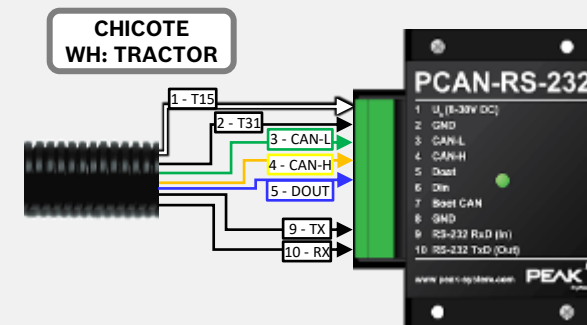 CHICOTE
WH: TRACTOR
1 - T15
2 - T31
3 - CAN-L
4 - CAN-H
5 - DOUT
9 - TX
10 - RX
PCAN-RS-232
1 Ub (8-30V DC)
2 GND
3 CAN-L
4 CAN-H
5 Dout
6 Din
7 Boot CAN
8 GND
9 RS-232 RxD (In)
10 RS-232 TxD (Out)
www.peak-system.com
PEAK